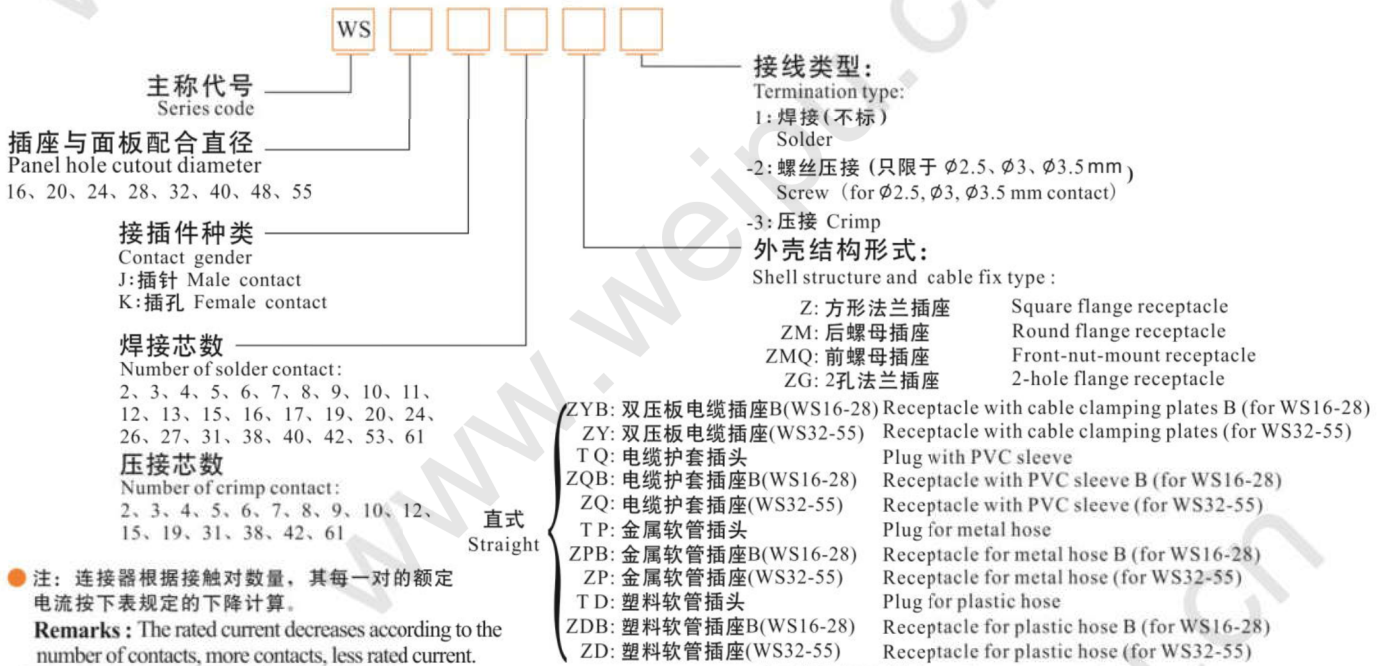 WS
主称代号
Series code
插座与面板配合直径
Panel hole cutout diameter
16、20、24、28、32、40、48、55
接插件种类
Contact gender
J:插针 Male contact
K:插孔 Female contact
焊接芯数
Number of solder contact:
2、3、4、5、6、7、8、9、10、11、
12、13、15、16、17、19、20、24、
26、27、31、38、40、42、53、61
压接芯数
Number of crimp contact:
2、3、4、5、6、7、8、9、10、12、
15、19、31、38、42、61
注：连接器根据接触对数量，其每一对的额定
电流按下表规定的下降计算。
Remarks : The rated current decreases according to the
number of contacts, more contacts, less rated current.
接线类型:
Termination type:
1:焊接(不标)
Solder
-2:螺丝压接 (只限于 Ø2.5、Ø3、Ø3.5mm)
Screw (for Ø2.5, Ø3, Ø3.5 mm contact)
-3:压接 Crimp
外壳结构形式:
Shell structure and cable fix type :
Z: 方形法兰插座 Square flange receptacle
ZM: 后螺母插座 Round flange receptacle
ZMQ: 前螺母插座 Front-nut-mount receptacle
ZG: 2孔法兰插座 2-hole flange receptacle
直式
Straight
ZYB: 双压板电缆插座B(WS16-28) Receptacle with cable clamping plates B (for WS16-28)
ZY: 双压板电缆插座(WS32-55) Receptacle with cable clamping plates (for WS32-55)
TQ: 电缆护套插头 Plug with PVC sleeve
ZQB: 电缆护套插座B(WS16-28) Receptacle with PVC sleeve B (for WS16-28)
ZQ: 电缆护套插座(WS32-55) Receptacle with PVC sleeve (for WS32-55)
TP: 金属软管插头 Plug for metal hose
ZPB: 金属软管插座B(WS16-28) Receptacle for metal hose B (for WS16-28)
ZP: 金属软管插座(WS32-55) Receptacle for metal hose (for WS32-55)
TD: 塑料软管插头 Plug for plastic hose
ZDB: 塑料软管插座B(WS16-28) Receptacle for plastic hose B (for WS16-28)
ZD: 塑料软管插座(WS32-55) Receptacle for plastic hose (for WS32-55)
www.weipu.cn